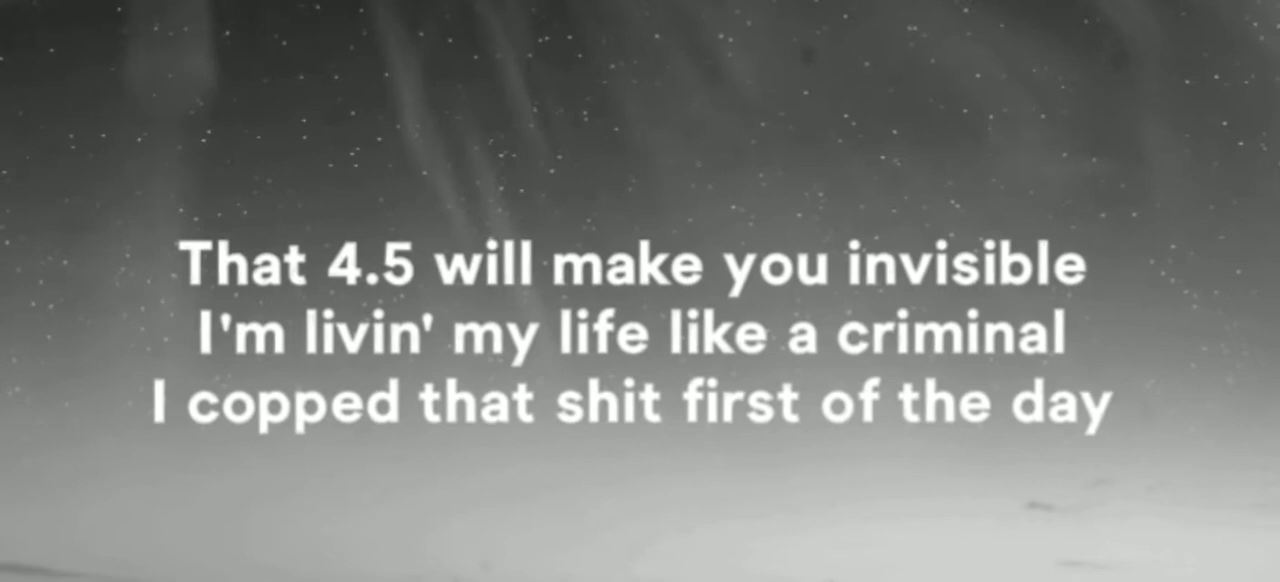 That 4.5 will make you invisible
I'm livin' my life like a criminal
I copped that shit first of the day